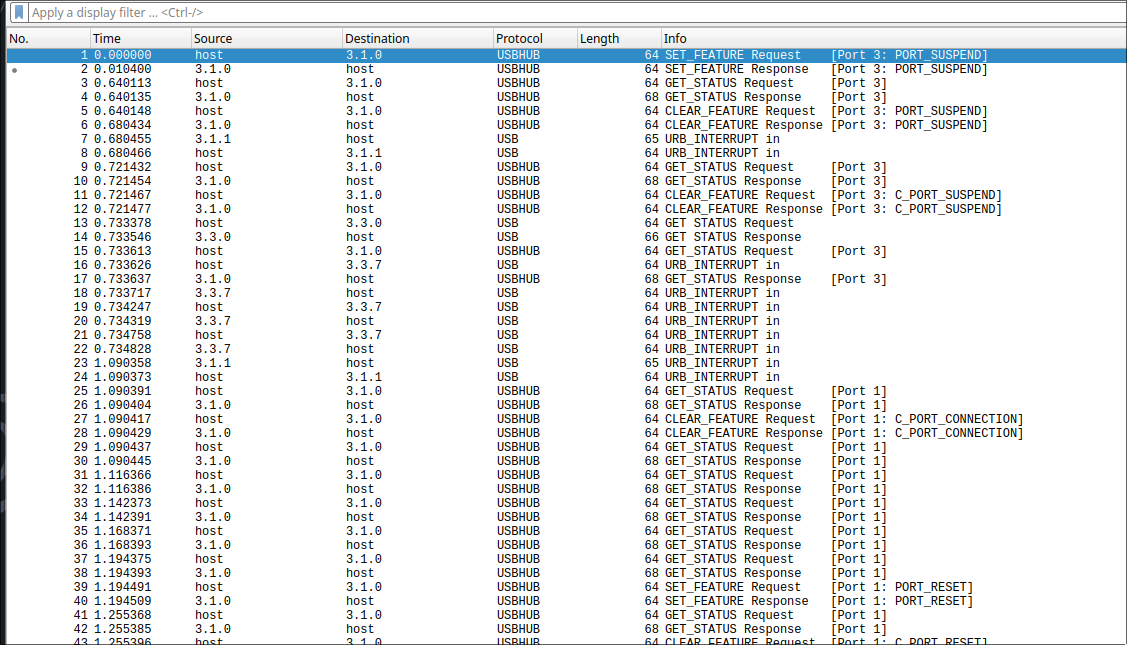 Apply a display filter ... <Ctrl-/>
No. Time Source Destination Protocol Length Info
1 0.000000 host 3.1.0 USBHUB 64 SET_FEATURE Request [Port 3: PORT_SUSPEND]
2 0.010400 3.1.0 host USBHUB 64 SET_FEATURE Response [Port 3: PORT_SUSPEND]
3 0.640113 host 3.1.0 USBHUB 64 GET_STATUS Request [Port 3]
4 0.640135 3.1.0 host USBHUB 68 GET_STATUS Response [Port 3]
5 0.640148 host 3.1.0 USBHUB 64 CLEAR_FEATURE Request [Port 3: PORT_SUSPEND]
6 0.680434 3.1.0 host USBHUB 64 CLEAR_FEATURE Response [Port 3: PORT_SUSPEND]
7 0.680455 3.1.1 host USB 65 URB_INTERRUPT in
8 0.680466 host 3.1.1 USB 64 URB_INTERRUPT in
9 0.721432 host 3.1.0 USBHUB 64 GET_STATUS Request [Port 3]
10 0.721454 3.1.0 host USBHUB 68 GET_STATUS Response [Port 3]
11 0.721467 host 3.1.0 USBHUB 64 CLEAR_FEATURE Request [Port 3: C_PORT_SUSPEND]
12 0.721477 3.1.0 host USBHUB 64 CLEAR_FEATURE Response [Port 3: C_PORT_SUSPEND]
13 0.733378 host 3.3.0 USB 64 GET STATUS Request
14 0.733546 3.3.0 host USB 66 GET STATUS Response
15 0.733613 host 3.1.0 USBHUB 64 GET_STATUS Request [Port 3]
16 0.733626 host 3.3.7 USB 64 URB_INTERRUPT in
17 0.733637 3.1.0 host USBHUB 68 GET_STATUS Response [Port 3]
18 0.733717 3.3.7 host USB 64 URB_INTERRUPT in
19 0.734247 host 3.3.7 USB 64 URB_INTERRUPT in
20 0.734319 3.3.7 host USB 64 URB_INTERRUPT in
21 0.734758 host 3.3.7 USB 64 URB_INTERRUPT in
22 0.734828 3.3.7 host USB 64 URB_INTERRUPT in
23 1.090358 3.1.1 host USB 65 URB_INTERRUPT in
24 1.090373 host 3.1.1 USB 64 URB_INTERRUPT in
25 1.090391 host 3.1.0 USBHUB 64 GET_STATUS Request [Port 1]
26 1.090404 3.1.0 host USBHUB 68 GET_STATUS Response [Port 1]
27 1.090417 host 3.1.0 USBHUB 64 CLEAR_FEATURE Request [Port 1: C_PORT_CONNECTION]
28 1.090429 3.1.0 host USBHUB 64 CLEAR_FEATURE Response [Port 1: C_PORT_CONNECTION]
29 1.090437 host 3.1.0 USBHUB 64 GET_STATUS Request [Port 1]
30 1.090445 3.1.0 host USBHUB 68 GET_STATUS Response [Port 1]
31 1.116366 host 3.1.0 USBHUB 64 GET_STATUS Request [Port 1]
32 1.116386 3.1.0 host USBHUB 68 GET_STATUS Response [Port 1]
33 1.142373 host 3.1.0 USBHUB 64 GET_STATUS Request [Port 1]
34 1.142391 3.1.0 host USBHUB 68 GET_STATUS Response [Port 1]
35 1.168371 host 3.1.0 USBHUB 64 GET_STATUS Request [Port 1]
36 1.168393 3.1.0 host USBHUB 68 GET_STATUS Response [Port 1]
37 1.194375 host 3.1.0 USBHUB 64 GET_STATUS Request [Port 1]
38 1.194393 3.1.0 host USBHUB 68 GET_STATUS Response [Port 1]
39 1.194491 host 3.1.0 USBHUB 64 SET_FEATURE Request [Port 1: PORT_RESET]
40 1.194509 3.1.0 host USBHUB 64 SET_FEATURE Response [Port 1: PORT_RESET]
41 1.255368 host 3.1.0 USBHUB 64 GET_STATUS Request [Port 1]
42 1.255385 3.1.0 host USBHUB 68 GET_STATUS Response [Port 1]
43 1.255396 host 3.1.0 USBHUB 64 CLEAR_FEATURE Request [Port 1: C_PORT_RESET]